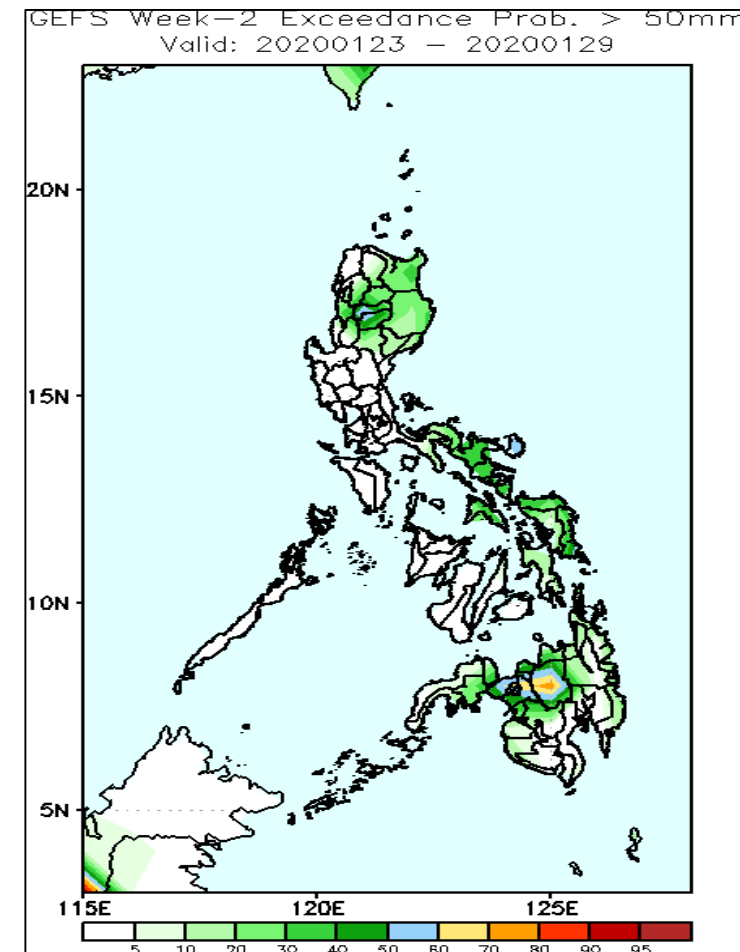 GEFS Week-2 Exceedance Prob. > 50mm
Valid: 20200123 - 20200129
20N
15N
10N
5N
115E 120E 125E
5 10 20 30 40 50 60 70 80 90 95